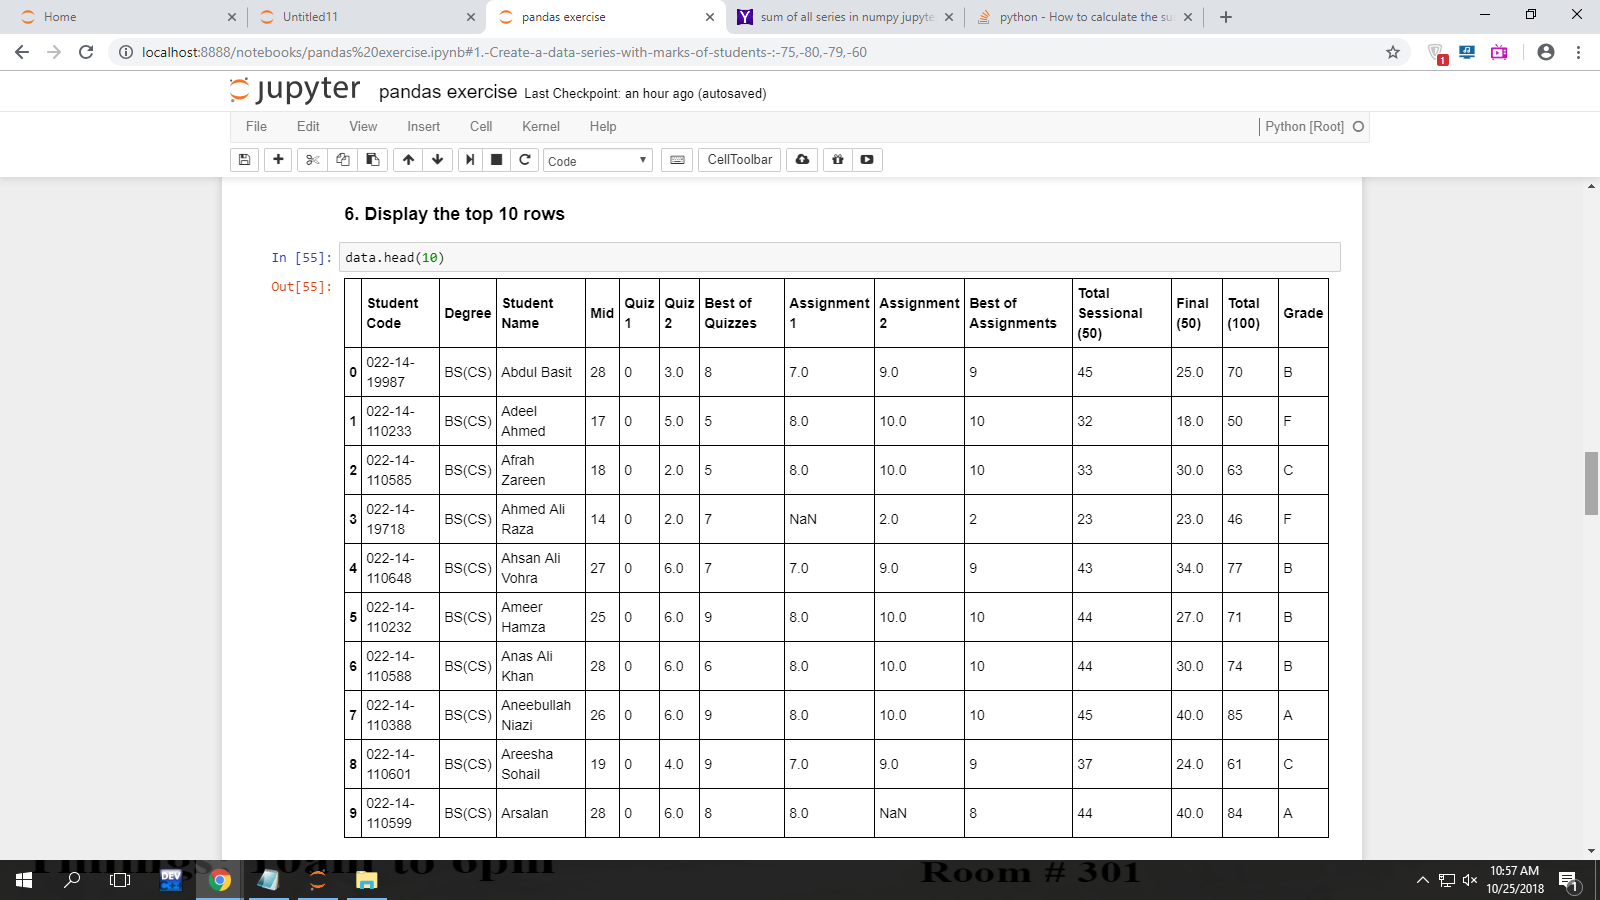 Home
Untitled11
pandas exercise
sum of all series in numpy jupyte
python - How to calculate the su
localhost:8888/notebooks/pandas%20exercise.ipynb#1.-Create-a-data-series-with-marks-of-students-:-75,-80,-79,-60
1
jupyter pandas exercise Last Checkpoint: an hour ago (autosaved)
File Edit View Insert Cell Kernel Help Python [Root]
Code CellToolbar
6. Display the top 10 rows
In [55]: data.head(10)
Out[55]:
Student Code Degree Student Name Mid Quiz 1 Quiz 2 Best of Quizzes Assignment 1 Assignment 2 Best of Assignments Total Sessional (50) Final (50) Total (100) Grade
0 022-14-19987 BS(CS) Abdul Basit 28 0 3.0 8 7.0 9.0 9 45 25.0 70 B
1 022-14-110233 BS(CS) Adeel Ahmed 17 0 5.0 5 8.0 10.0 10 32 18.0 50 F
2 022-14-110585 BS(CS) Afrah Zareen 18 0 2.0 5 8.0 10.0 10 33 30.0 63 C
3 022-14-19718 BS(CS) Ahmed Ali Raza 14 0 2.0 7 NaN 2.0 2 23 23.0 46 F
4 022-14-110648 BS(CS) Ahsan Ali Vohra 27 0 6.0 7 7.0 9.0 9 43 34.0 77 B
5 022-14-110232 BS(CS) Ameer Hamza 25 0 6.0 9 8.0 10.0 10 44 27.0 71 B
6 022-14-110588 BS(CS) Anas Ali Khan 28 0 6.0 6 8.0 10.0 10 44 30.0 74 B
7 022-14-110388 BS(CS) Aneebullah Niazi 26 0 6.0 9 8.0 10.0 10 45 40.0 85 A
8 022-14-110601 BS(CS) Areesha Sohail 19 0 4.0 9 7.0 9.0 9 37 24.0 61 C
9 022-14-110599 BS(CS) Arsalan 28 0 6.0 8 8.0 NaN 8 44 40.0 84 A
Timings 10am to 6pm
Room # 301
DEV
10:57 AM
10/25/2018
1